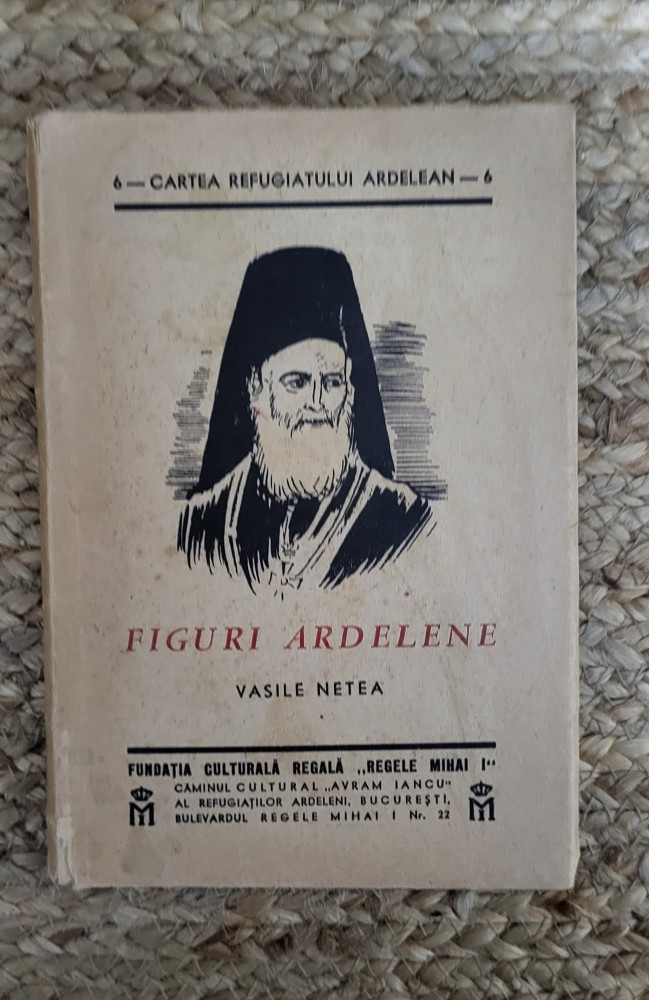 6 — CARTEA REFUGIATULUI ARDELEAN — 6
FIGURI ARDELENE
VASILE NETEA
FUNDAȚIA CULTURALĂ REGALĂ „REGELE MIHAI I“
CAMINUL CULTURAL „AVRAM IANCU“
AL REFUGIAȚILOR ARDELENI, BUCUREȘTI,
BULEVARDUL REGELE MIHAI I Nr. 22